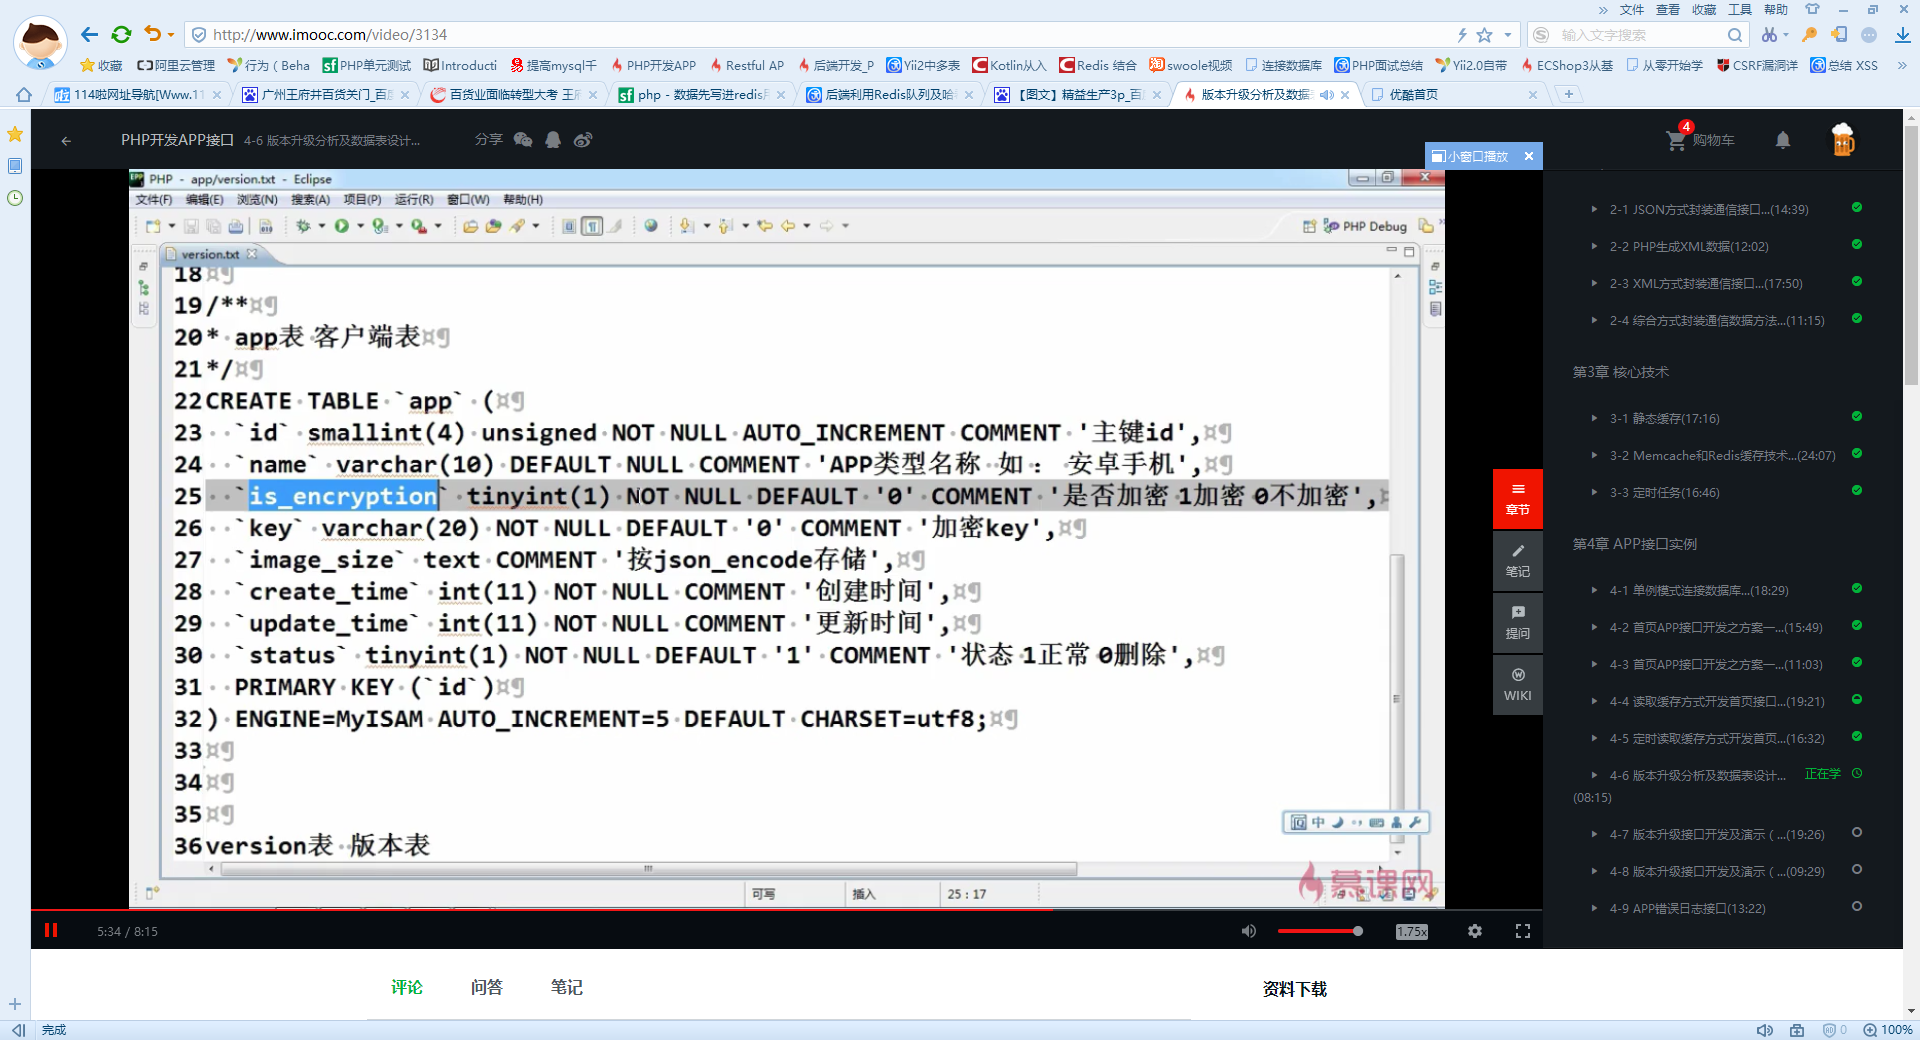 文件 查看 收藏 工具 帮助
http://www.imooc.com/video/3134
输入文字搜索
收藏 阿里云管理 行为（Beha PHP单元测试 Introducti 提高mysql千 PHP开发APP Restful AP 后端开发_P Yii2中多表 Kotlin从入 Redis 结合 swoole视频 连接数据库 PHP面试总结 Yii2.0自带 ECShop3从基 从零开始学 CSRF漏洞详 总结 XSS
114啦网址导航[Www.11 广州王府井百货关门_百度 百货业面临转型大考 王府 php - 数据先写进redis再 后端利用Redis队列及哈希 【图文】精益生产3p_百度 版本升级分析及数据表 优酷首页
PHP开发APP接口 4-6 版本升级分析及数据表设计...
分享
4
购物车
小窗口播放
PHP - app/version.txt - Eclipse
文件(F) 编辑(E) 浏览(N) 搜索(A) 项目(P) 运行(R) 窗口(W) 帮助(H)
PHP Debug
version.txt
18¤¶
19/**¤¶
20*·app表·客户端表¤¶
21*/¤¶
22CREATE·TABLE·`app`·(¤¶
23··`id`·smallint(4)·unsigned·NOT·NULL·AUTO_INCREMENT·COMMENT·'主键id',¤¶
24··`name`·varchar(10)·DEFAULT·NULL·COMMENT·'APP类型名称·如：·安卓手机',¤¶
25··`is_encryption`·tinyint(1)·NOT·NULL·DEFAULT·'0'·COMMENT·'是否加密·1加密·0不加密',¤
26··`key`·varchar(20)·NOT·NULL·DEFAULT·'0'·COMMENT·'加密key',¤¶
27··`image_size`·text·COMMENT·'按json_encode存储',¤¶
28··`create_time`·int(11)·NOT·NULL·COMMENT·'创建时间',¤¶
29··`update_time`·int(11)·NOT·NULL·COMMENT·'更新时间',¤¶
30··`status`·tinyint(1)·NOT·NULL·DEFAULT·'1'·COMMENT·'状态·1正常·0删除',¤¶
31··PRIMARY·KEY·(`id`)¤¶
32)·ENGINE=MyISAM·AUTO_INCREMENT=5·DEFAULT·CHARSET=utf8;¤¶
33¤¶
34¤¶
35¤¶
36version表··版本表
中
可写 插入 25 : 17
慕课网
章节
笔记
提问
WIKI
2-1 JSON方式封装通信接口...(14:39)
2-2 PHP生成XML数据(12:02)
2-3 XML方式封装通信接口...(17:50)
2-4 综合方式封装通信数据方法...(11:15)
第3章 核心技术
3-1 静态缓存(17:16)
3-2 Memcache和Redis缓存技术...(24:07)
3-3 定时任务(16:46)
第4章 APP接口实例
4-1 单例模式连接数据库...(18:29)
4-2 首页APP接口开发之方案一...(15:49)
4-3 首页APP接口开发之方案一...(11:03)
4-4 读取缓存方式开发首页接口...(19:21)
4-5 定时读取缓存方式开发首页...(16:32)
4-6 版本升级分析及数据表设计... 正在学
(08:15)
4-7 版本升级接口开发及演示（...(19:26)
4-8 版本升级接口开发及演示（...(09:29)
4-9 APP错误日志接口(13:22)
5:34 / 8:15
1.75x
评论 问答 笔记
资料下载
完成
0
100%